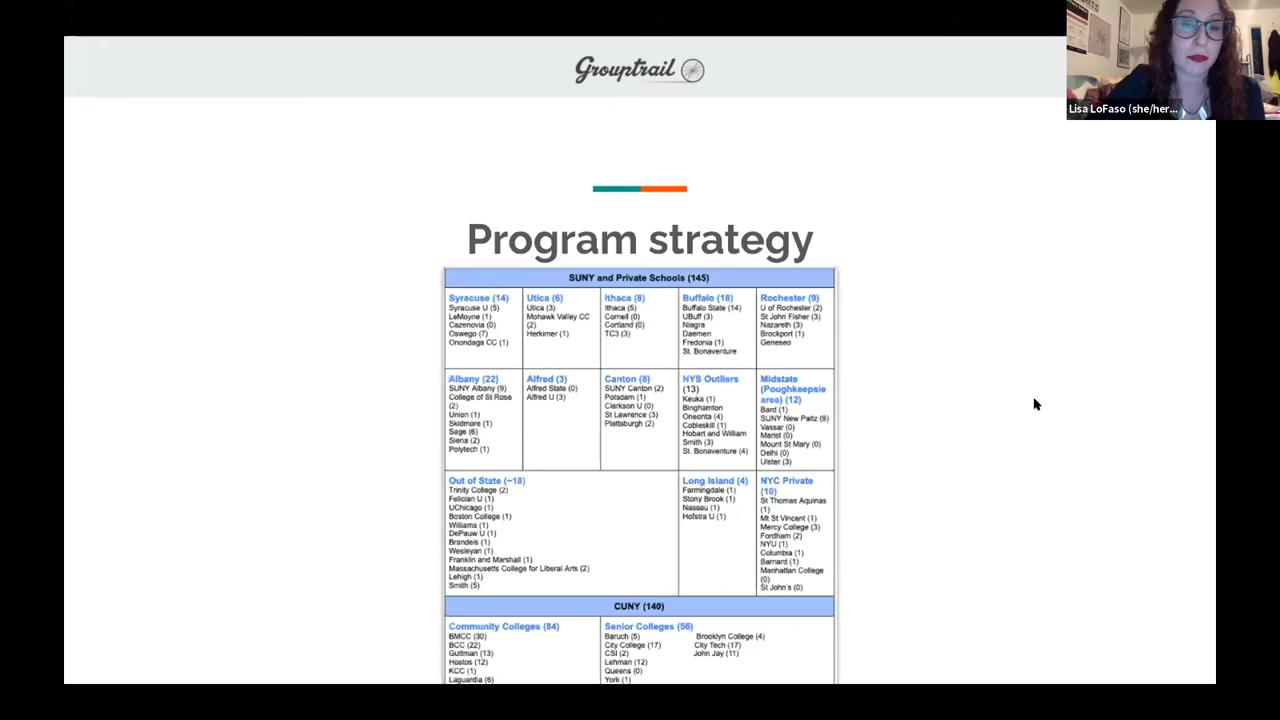 Grouptrail
Lisa LoFaso (she/her...
Program strategy
SUNY and Private Schools (145)
Syracuse (14)
Syracuse U (5)
LeMoyne (1)
Cazenovia (0)
Oswego (7)
Onondaga CC (1)
Utica (6)
Utica (3)
Mohawk Valley CC
(2)
Herkimer (1)
Ithaca (8)
Ithaca (5)
Cornell (0)
Cortland (0)
TC3 (3)
Buffalo (18)
Buffalo State (14)
UBuff (3)
Niagra
Daemen
Fredonia (1)
St. Bonaventure
Rochester (9)
U of Rochester (2)
St John Fisher (3)
Nazareth (3)
Brockport (1)
Geneseo
Albany (22)
SUNY Albany (9)
College of St Rose
(2)
Union (1)
Skidmore (1)
Sage (6)
Siena (2)
Polytech (1)
Alfred (3)
Alfred State (0)
Alfred U (3)
Canton (8)
SUNY Canton (2)
Potsdam (1)
Clarkson U (0)
St Lawrence (3)
Plattsburgh (2)
NYS Outliers
(13)
Keuka (1)
Binghamton
Oneonta (4)
Cobleskill (1)
Hobart and William
Smith (3)
St. Bonaventure (4)
Midstate
(Poughkeepsie
area) (12)
Bard (1)
SUNY New Paltz (8)
Vassar (0)
Marist (0)
Mount St Mary (0)
Delhi (0)
Ulster (3)
Out of State (~18)
Trinity College (2)
Felician U (1)
UChicago (1)
Boston College (1)
Williams (1)
DePauw U (1)
Brandeis (1)
Wesleyan (1)
Franklin and Marshall (1)
Massachusetts College for Liberal Arts (2)
Lehigh (1)
Smith (5)
Long Island (4)
Farmingdale (1)
Stony Brook (1)
Nassau (1)
Hofstra U (1)
NYC Private
(10)
St Thomas Aquinas
(1)
Mt St Vincent (1)
Mercy College (3)
Fordham (2)
NYU (1)
Columbia (1)
Barnard (1)
Manhattan College
(0)
St John's (0)
CUNY (140)
Community Colleges (84)
BMCC (30)
BCC (22)
Guttman (13)
Hostos (12)
KCC (1)
Laguardia (6)
Senior Colleges (56)
Baruch (5)
City College (17)
CSI (2)
Lehman (12)
Queens (0)
York (1)
Brooklyn College (4)
City Tech (17)
John Jay (11)